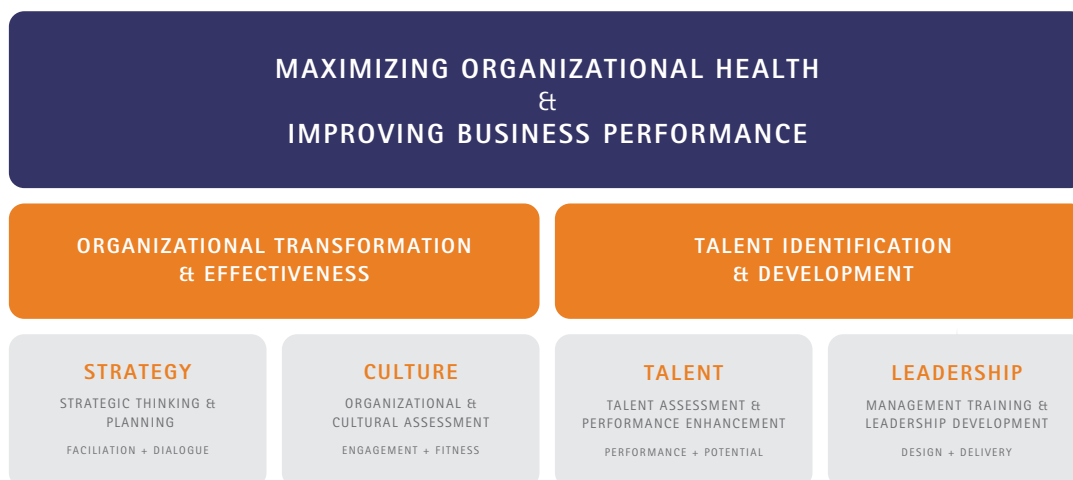 MAXIMIZING ORGANIZATIONAL HEALTH
&
IMPROVING BUSINESS PERFORMANCE
ORGANIZATIONAL TRANSFORMATION
& EFFECTIVENESS
TALENT IDENTIFICATION
& DEVELOPMENT
STRATEGY
STRATEGIC THINKING &
PLANNING
FACILIATION + DIALOGUE
CULTURE
ORGANIZATIONAL &
CULTURAL ASSESSMENT
ENGAGEMENT + FITNESS
TALENT
TALENT ASSESSMENT &
PERFORMANCE ENHANCEMENT
PERFORMANCE + POTENTIAL
LEADERSHIP
MANAGEMENT TRAINING &
LEADERSHIP DEVELOPMENT
DESIGN + DELIVERY